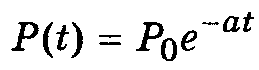 P(t) = P₀e⁻ᵃᵗ